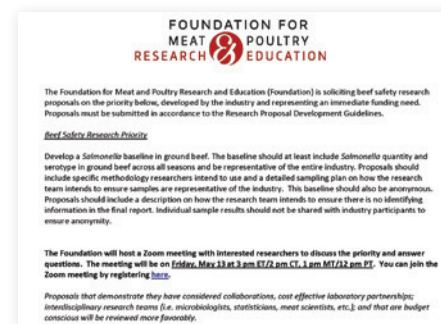 FOUNDATION FOR
MEAT & POULTRY
RESEARCH & EDUCATION
The Foundation for Meat and Poultry Research and Education (Foundation) is soliciting beef safety research
proposals on the priority below, developed by the industry and representing an immediate funding need.
Proposals must be submitted in accordance to the Research Proposal Development Guidelines.
Beef Safety Research Priority
Develop a Salmonella baseline in ground beef. The baseline should at least include Salmonella quantity and
serotype in ground beef across all seasons and be representative of the entire industry. Proposals should
include specific methodology researchers intend to use and a detailed sampling plan on how the research
team intends to ensure samples are representative of the industry. This baseline should also be anonymous.
Proposals should include a description on how the research team intends to ensure there is no identifying
information in the final report. Individual sample results should not be shared with industry participants to
ensure anonymity.
The Foundation will host a Zoom meeting with interested researchers to discuss the priority and answer
questions. The meeting will be on Friday, May 13 at 3 pm ET/2 pm CT, 1 pm MT/12 pm PT. You can join the
Zoom meeting by registering here.
Proposals that demonstrate they have considered collaborations, cost effective laboratory partnerships;
interdisciplinary research teams (i.e. microbiologists, statisticians, meat scientists, etc.); and that are budget
conscious will be reviewed more favorably.